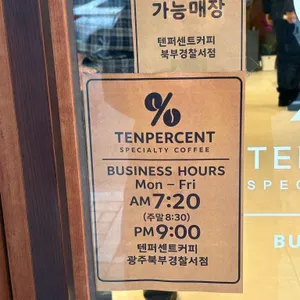 가능매장
텐퍼센트커피
북부경찰서점
%
TENPERCENT
SPECIALTY COFFEE
BUSINESS HOURS
Mon – Fri
AM 7:20
(주말 8:30)
PM 9:00
텐퍼센트커피
광주북부경찰서점
TEN
SPEC
BU